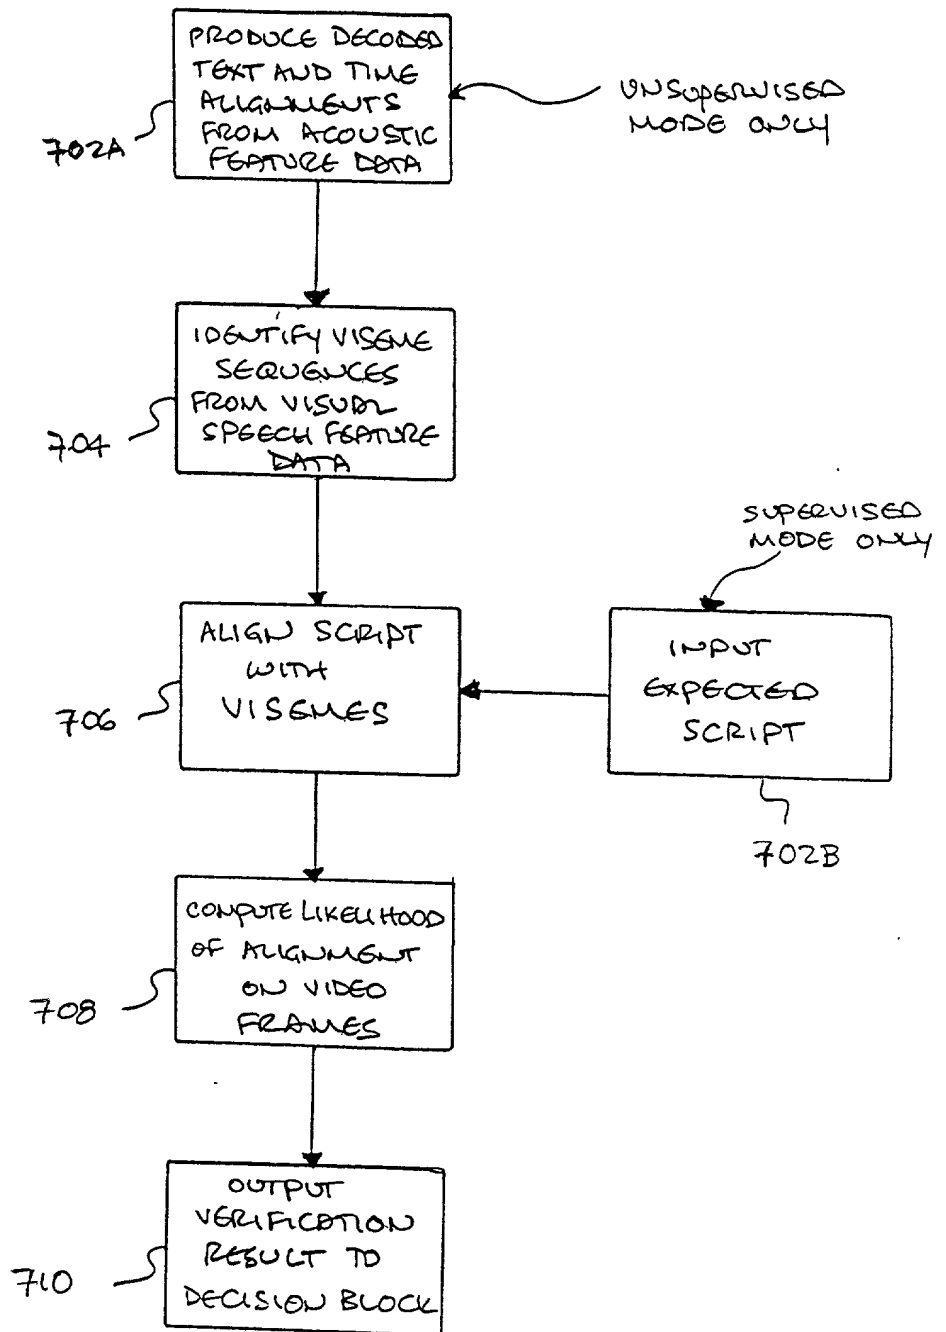 PRODUCE DECODED
TEXT AND TIME
ALIGNMENTS
FROM ACOUSTIC
FEATURE DATA
702A
UNSUPERVISED
MODE ONLY
IDENTIFY VISEME
SEQUENCES
FROM VISUAL
SPEECH FEATURE
DATA
704
SUPERVISED
MODE ONLY
ALIGN SCRIPT
WITH
VISEMES
706
INPUT
EXPECTED
SCRIPT
702B
COMPUTE LIKELIHOOD
OF ALIGNMENT
ON VIDEO
FRAMES
708
OUTPUT
VERIFICATION
RESULT TO
DECISION BLOCK
710